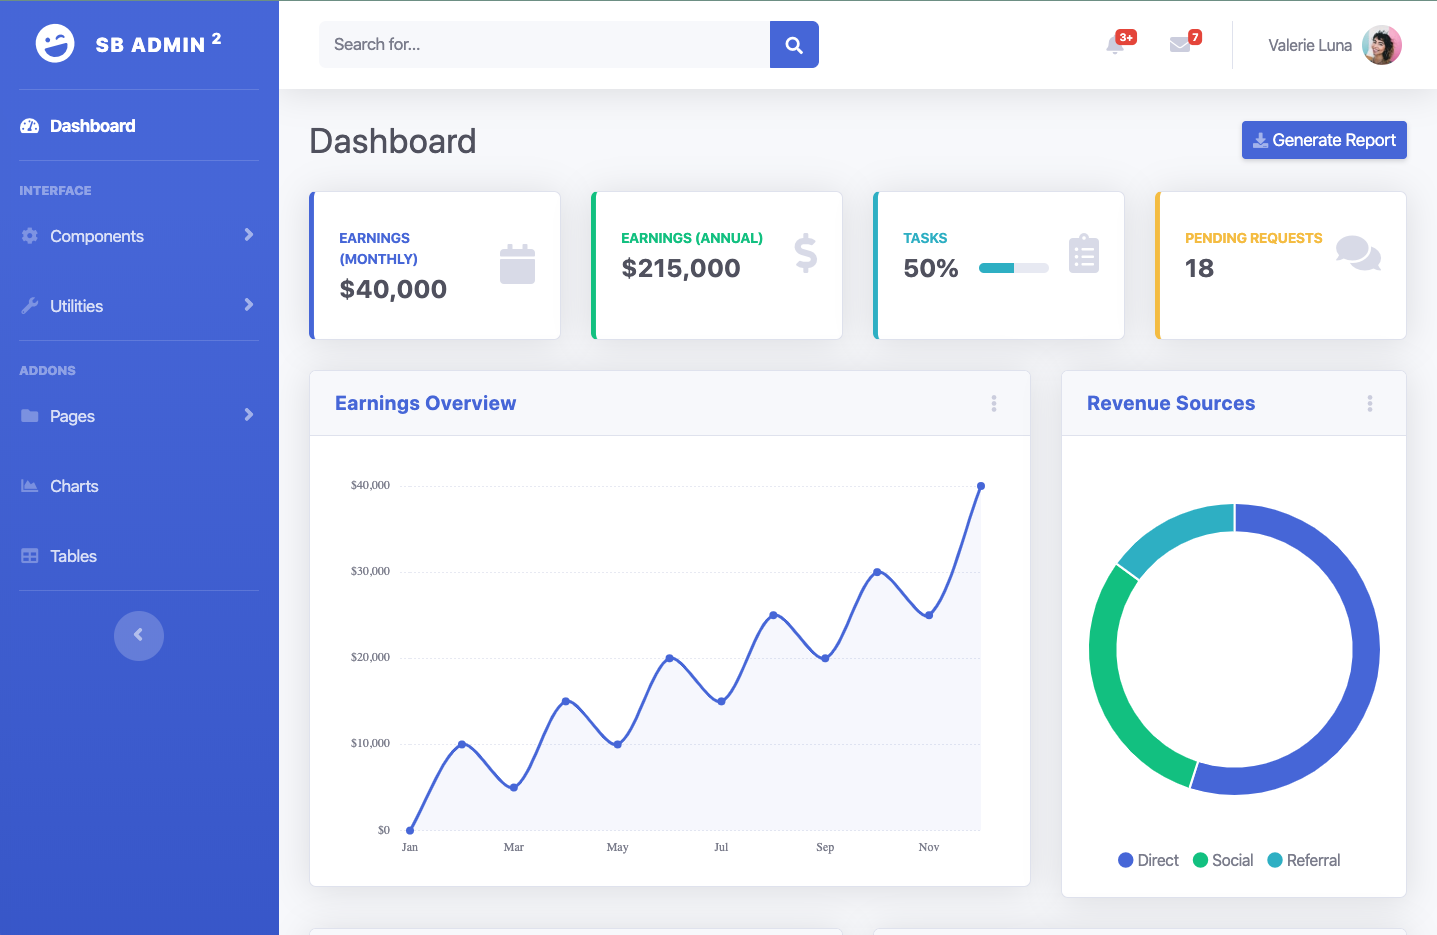 SB ADMIN 2
Search for...
3+
7
Valerie Luna
Dashboard
INTERFACE
Components
Utilities
ADDONS
Pages
Charts
Tables
Dashboard
Generate Report
EARNINGS
(MONTHLY)
$40,000
EARNINGS (ANNUAL)
$215,000
TASKS
50%
PENDING REQUESTS
18
Earnings Overview
$40,000
$30,000
$20,000
$10,000
$0
Jan
Mar
May
Jul
Sep
Nov
Revenue Sources
Direct
Social
Referral